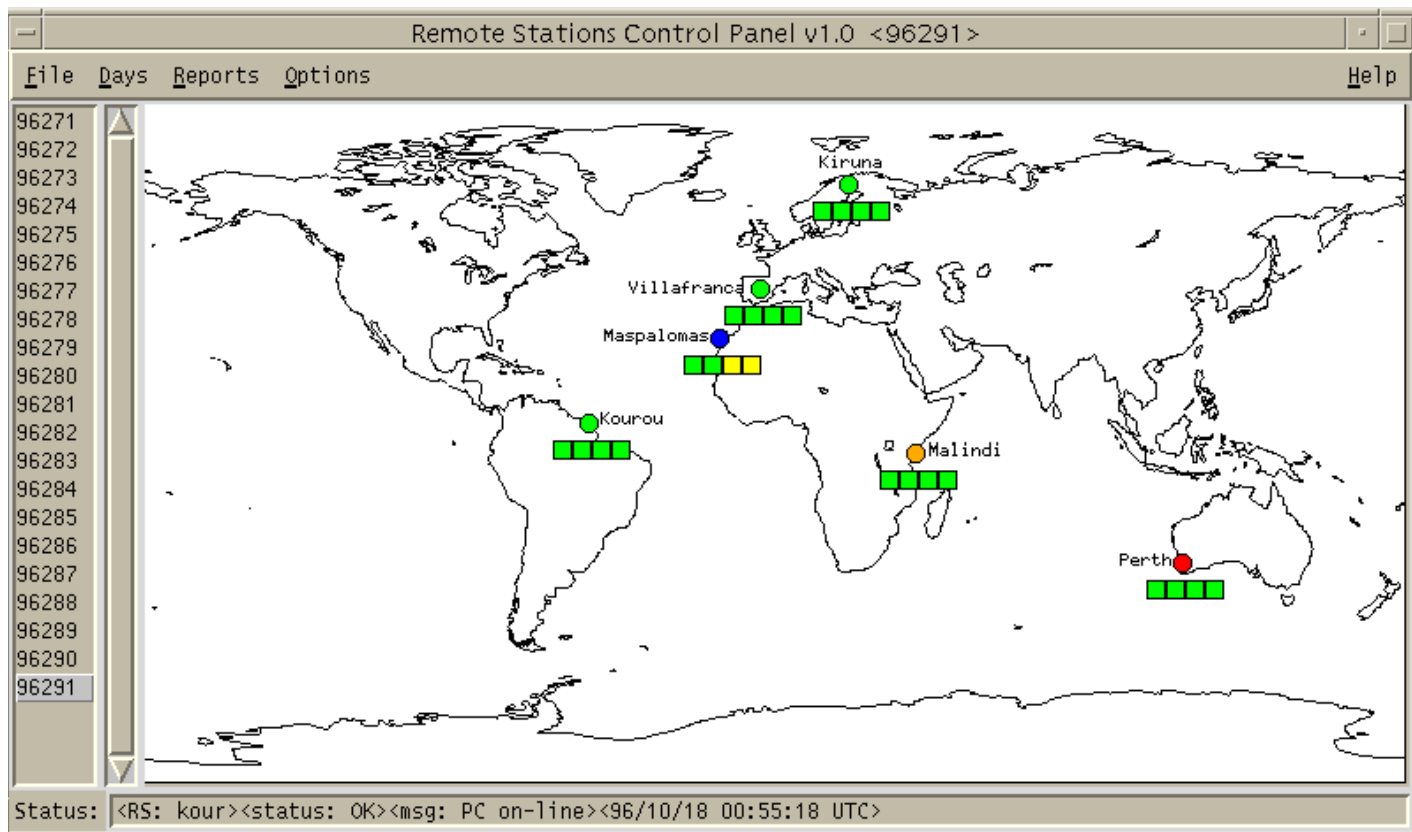 Remote Stations Control Panel v1.0 <96291>
File Days Reports Options Help
96271
96272
96273
96274
96275
96276
96277
96278
96279
96280
96281
96282
96283
96284
96285
96286
96287
96288
96289
96290
96291
Kiruna
Villafranca
Maspalomas
Kourou
Malindi
Perth
Status: <RS: kour><status: OK><msg: PC on-line><96/10/18 00:55:18 UTC>